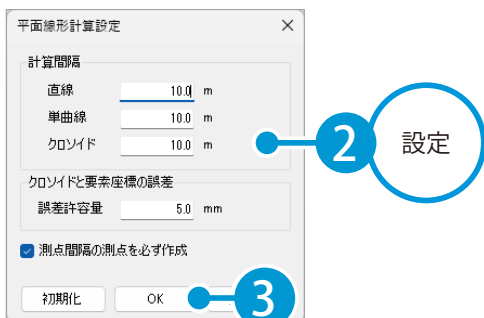 平面線形計算設定
計算間隔
直線 10.0 m
単曲線 10.0 m
クロソイド 10.0 m
2 設定
クロソイドと要素座標の誤差
誤差許容量 5.0 mm
測点間隔の測点を必ず作成
初期化 OK 3